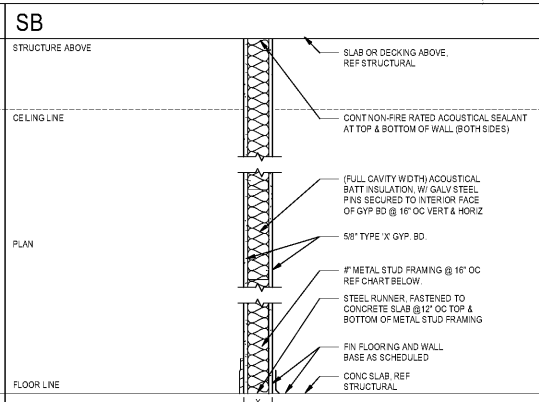 SB
STRUCTURE ABOVE
SLAB OR DECKING ABOVE,
REF STRUCTURAL
CEILING LINE
CONT NON-FIRE RATED ACOUSTICAL SEALANT
AT TOP & BOTTOM OF WALL (BOTH SIDES)
(FULL CAVITY WIDTH) ACOUSTICAL
BATT INSULATION, W/ GALV STEEL
PINS SECURED TO INTERIOR FACE
OF GYP BD @ 16" OC VERT & HORIZ
PLAN
5/8" TYPE 'X' GYP. BD.
#" METAL STUD FRAMING @ 16" OC
REF CHART BELOW.
STEEL RUNNER, FASTENED TO
CONCRETE SLAB @12" OC TOP &
BOTTOM OF METAL STUD FRAMING
FIN FLOORING AND WALL
BASE AS SCHEDULED
FLOOR LINE
CONC SLAB, REF
STRUCTURAL